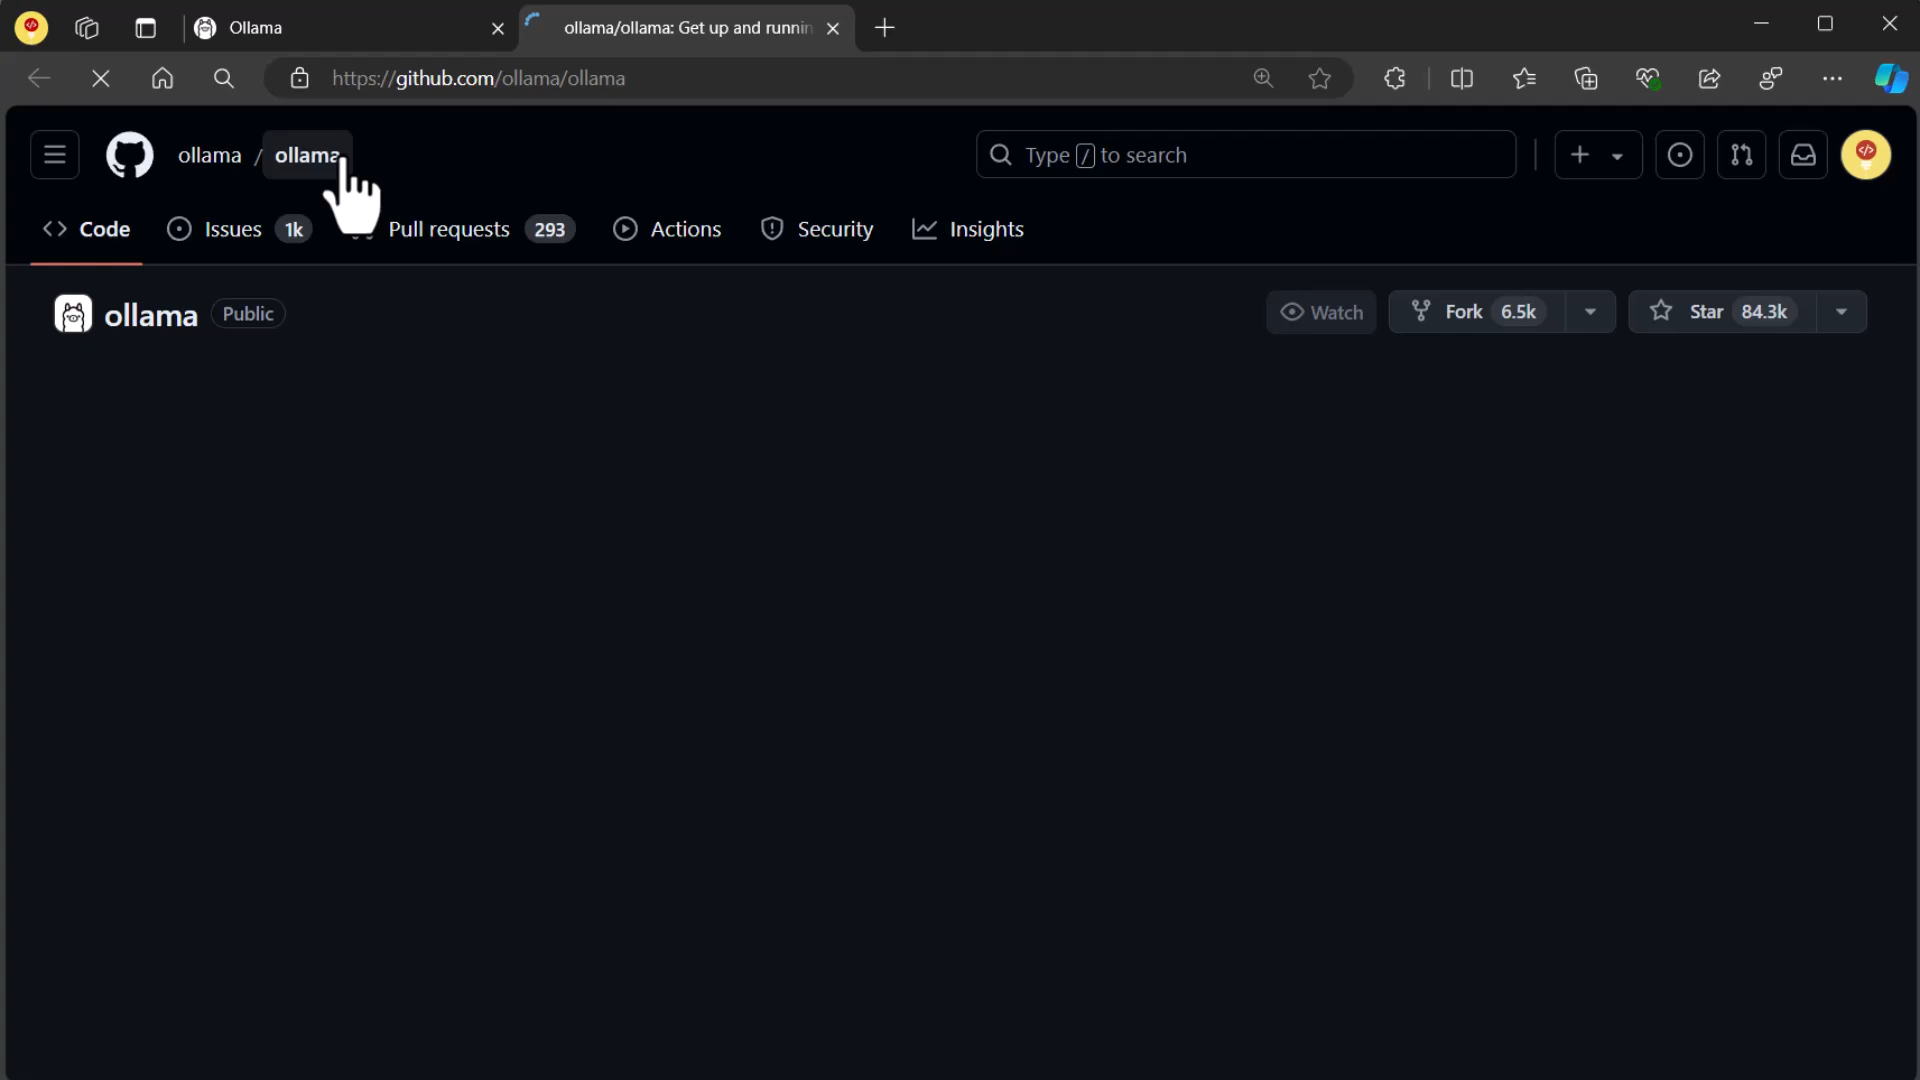 Ollama
ollama/ollama: Get up and runnin
https://github.com/ollama/ollama
ollama / ollama
Type / to search
Code
Issues 1k
Pull requests 293
Actions
Security
Insights
ollama Public
Watch
Fork 6.5k
Star 84.3k